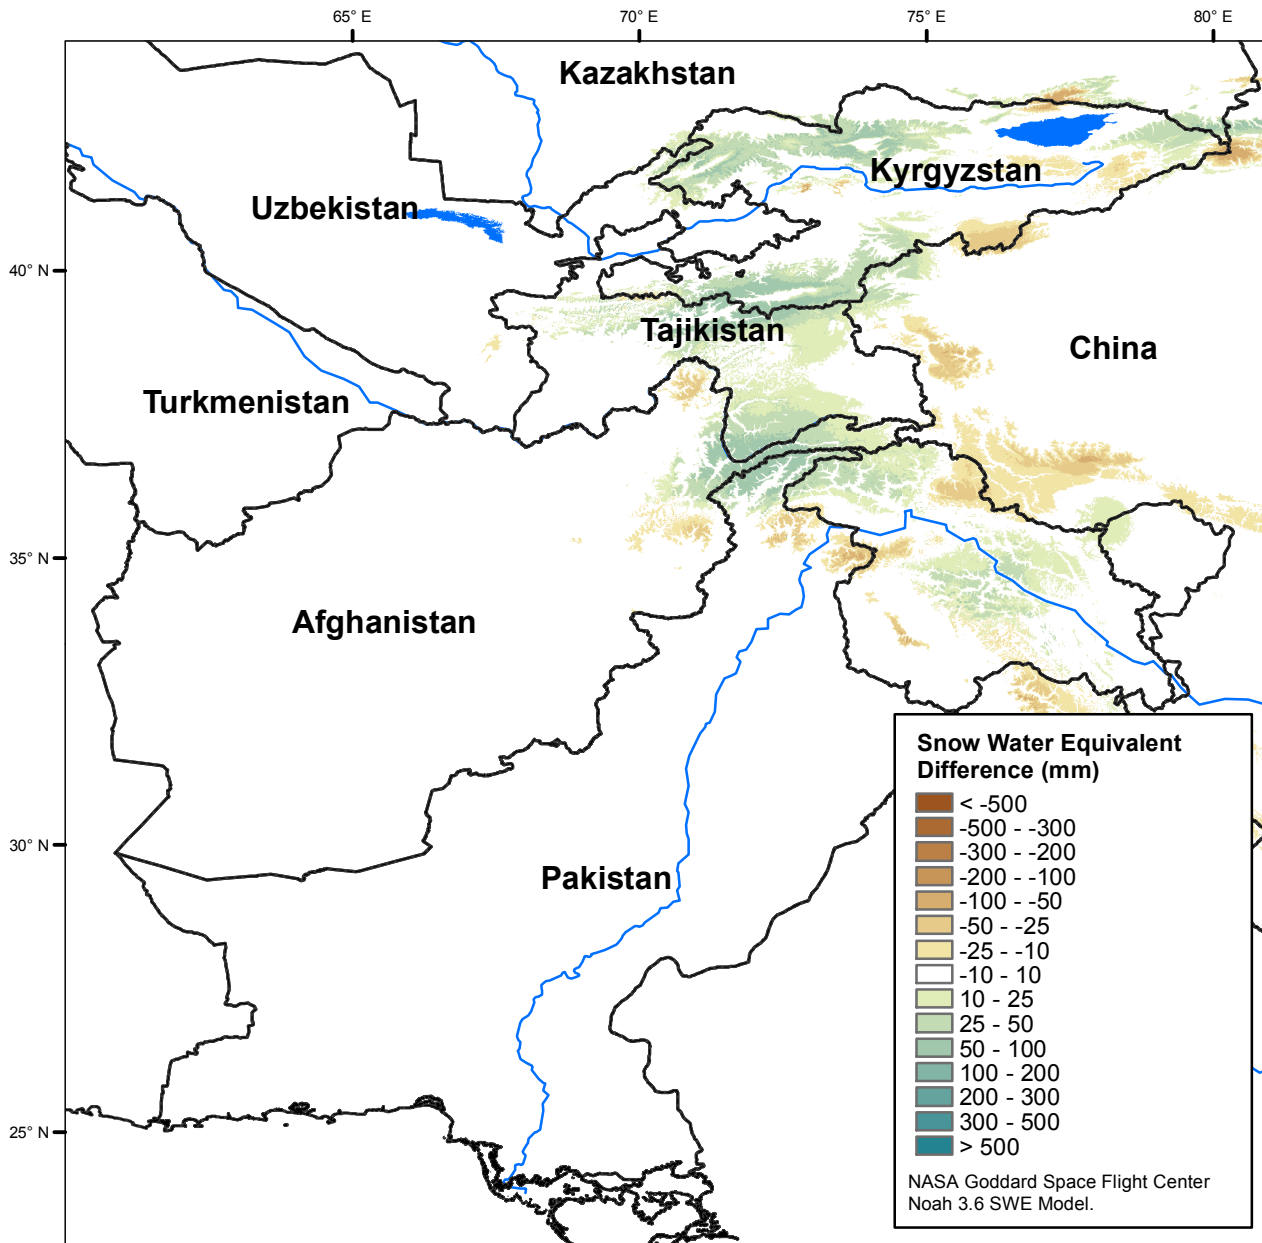 65° E
70° E
75° E
80° E
Kazakhstan
Kyrgyzstan
Uzbekistan
40° N
Tajikistan
China
Turkmenistan
35° N
Afghanistan
30° N
Pakistan
25° N
Snow Water Equivalent
Difference (mm)
< -500
-500 - -300
-300 - -200
-200 - -100
-100 - -50
-50 - -25
-25 - -10
-10 - 10
10 - 25
25 - 50
50 - 100
100 - 200
200 - 300
300 - 500
> 500
NASA Goddard Space Flight Center
Noah 3.6 SWE Model.